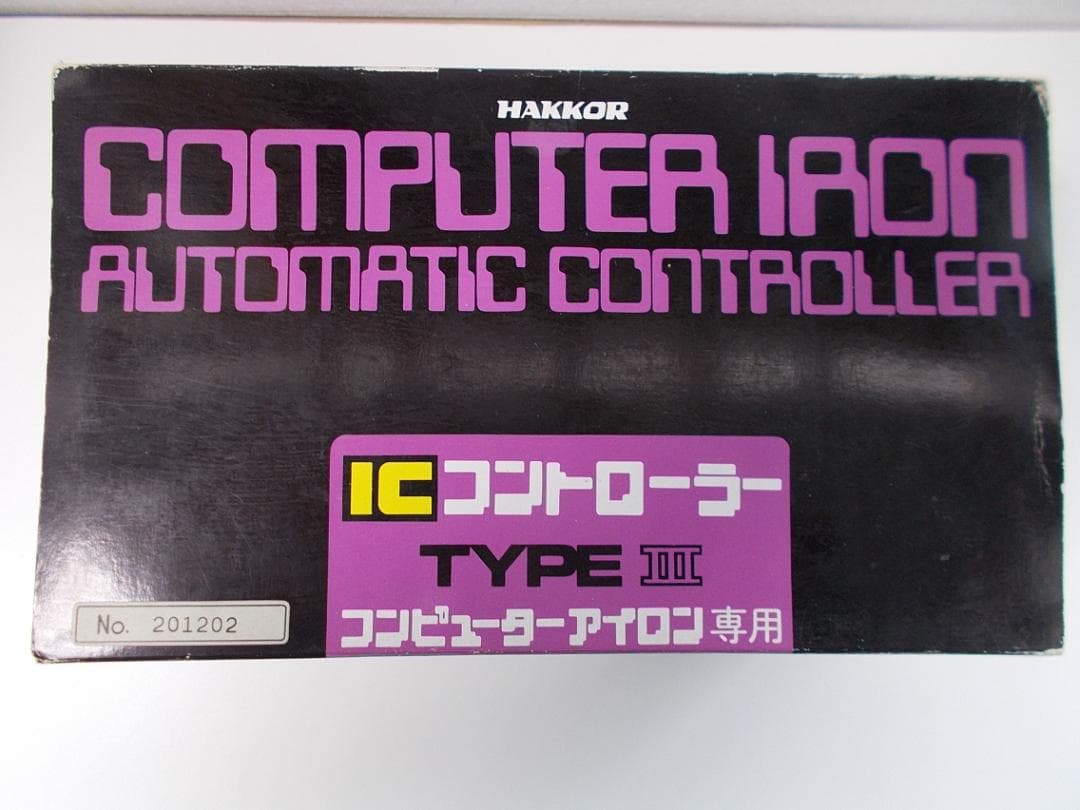 HAKKOR
COMPUTER IRON
AUTOMATIC CONTROLLER
ICコントローラー
TYPE III
コンピューターアイロン専用
No. 201202